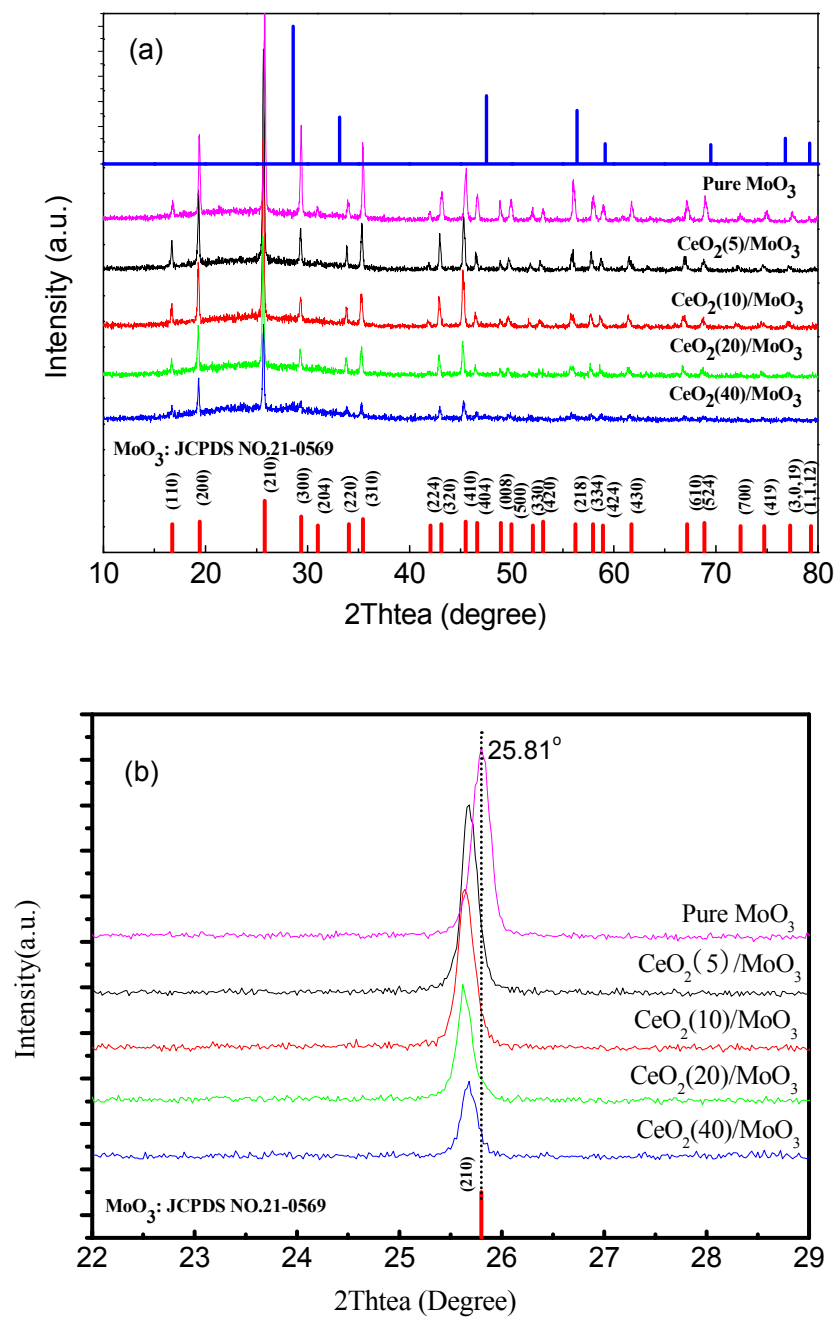 (a)
Intensity (a.u.)
Pure MoO3
CeO2(5)/MoO3
CeO2(10)/MoO3
CeO2(20)/MoO3
CeO2(40)/MoO3
MoO3: JCPDS NO.21-0569
(110)
(200)
(210)
(300)
(204)
(220)
(310)
(224)
(320)
(410)
(404)
(008)
(500)
(330)
(420)
(218)
(334)
(424)
(430)
(610)
(524)
(700)
(419)
(3,0,19)
(1,1,12)
10 20 30 40 50 60 70 80
2Thtea (degree)
(b)
25.81°
Intensity(a.u.)
Pure MoO3
CeO2(5)/MoO3
CeO2(10)/MoO3
CeO2(20)/MoO3
CeO2(40)/MoO3
(210)
MoO3: JCPDS NO.21-0569
22 23 24 25 26 27 28 29
2Thtea (Degree)